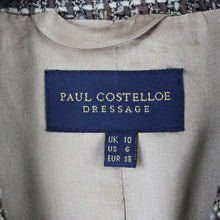 PAUL COSTELLOE
DRESSAGE
UK 10
US 6
EUR 38